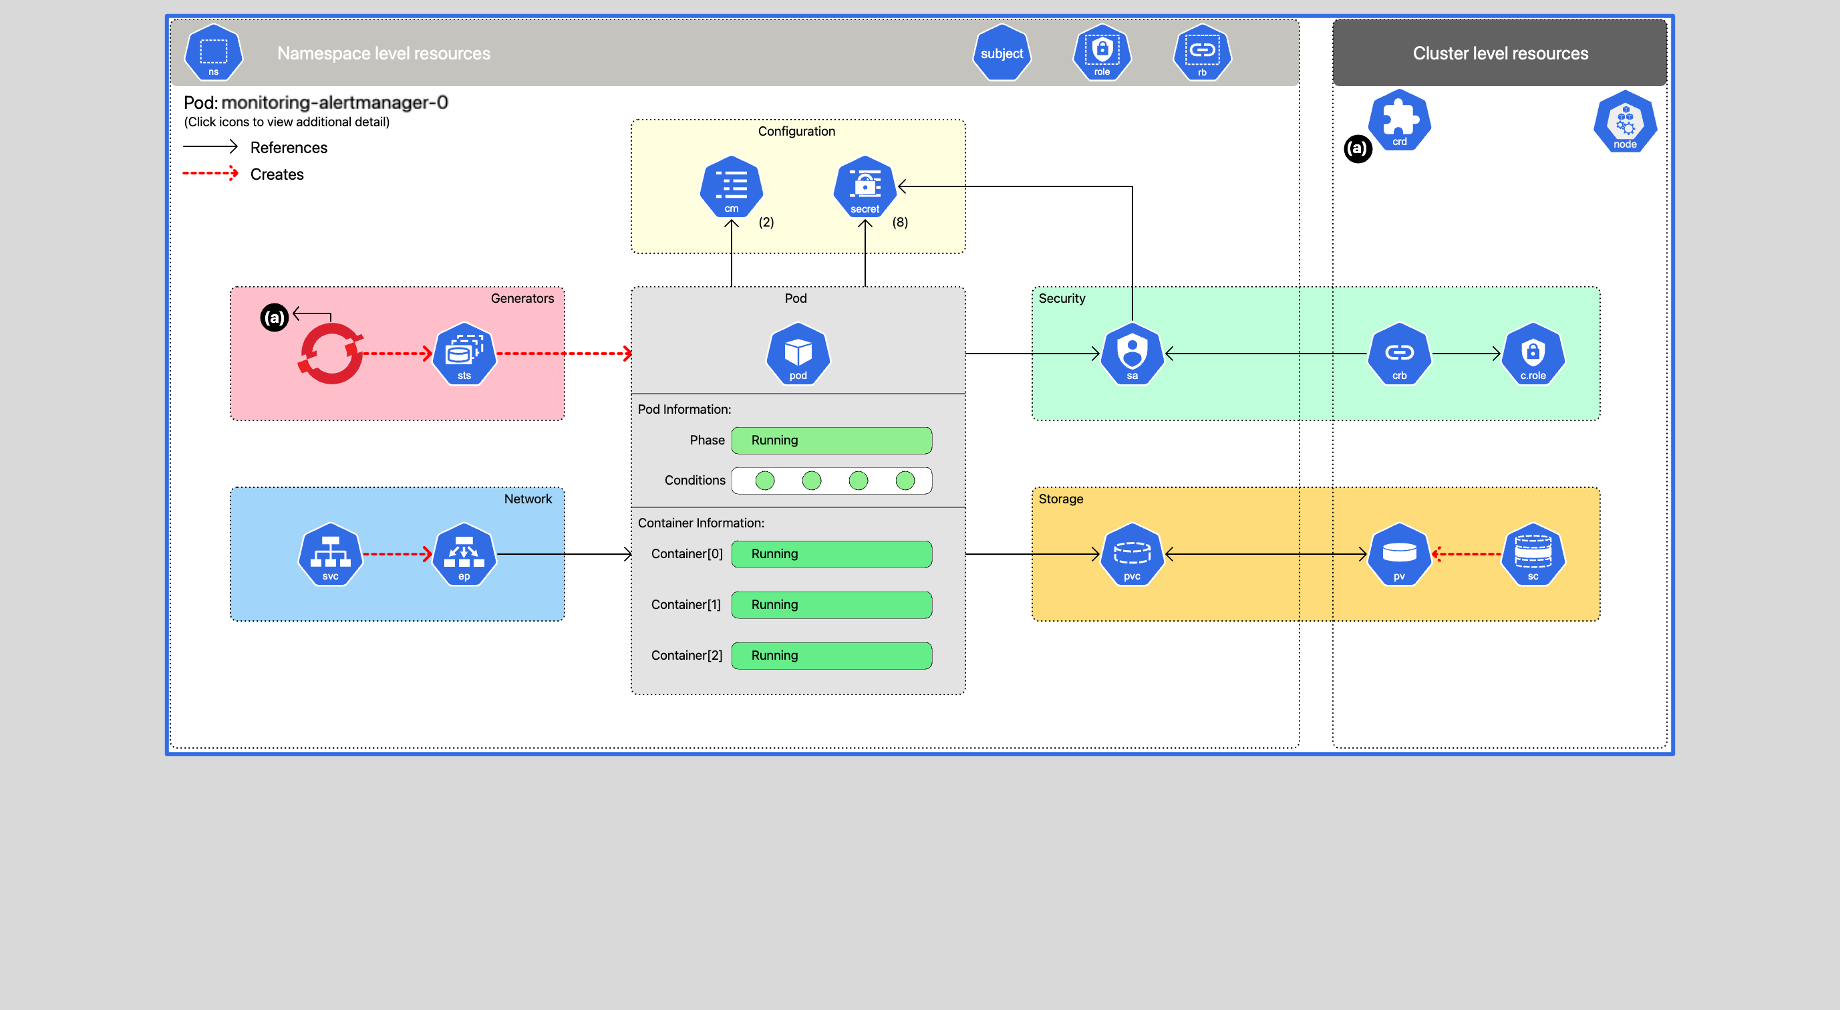 Namespace level resources
ns
subject
role
rb
Cluster level resources
Pod: monitoring-alertmanager-0
(Click icons to view additional detail)
References
Creates
Configuration
cm
(2)
secret
(8)
(a)
crd
node
Generators
(a)
sts
Pod
pod
Security
sa
crb
c.role
Pod Information:
Phase
Running
Conditions
Network
svc
ep
Container Information:
Container[0]
Running
Container[1]
Running
Container[2]
Running
Storage
pvc
pv
sc